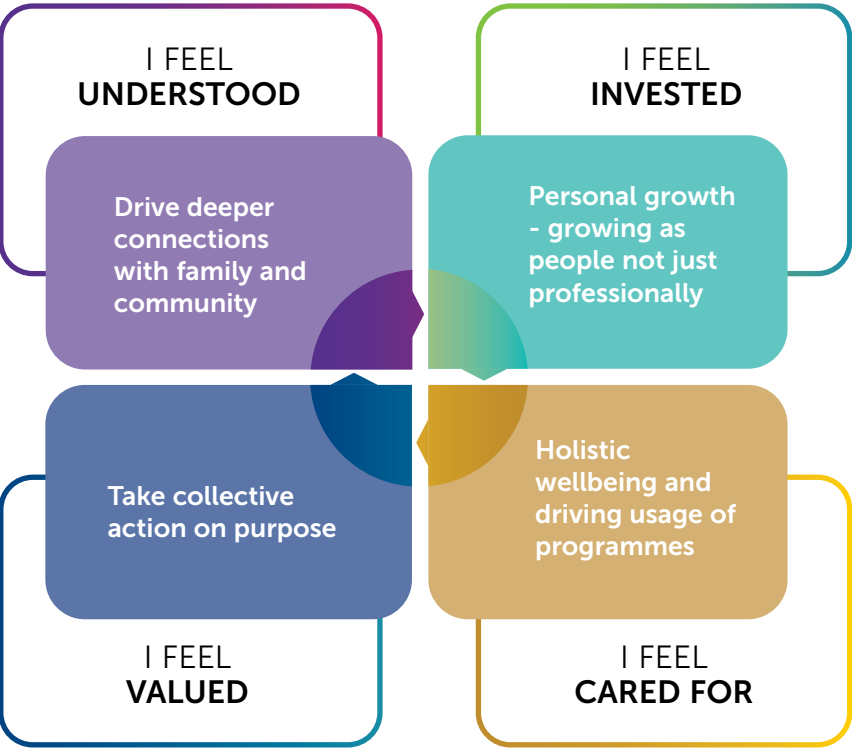 I FEEL
UNDERSTOOD
Drive deeper
connections
with family and
community
I FEEL
INVESTED
Personal growth
- growing as
people not just
professionally
Take collective
action on purpose
I FEEL
VALUED
Holistic
wellbeing and
driving usage of
programmes
I FEEL
CARED FOR